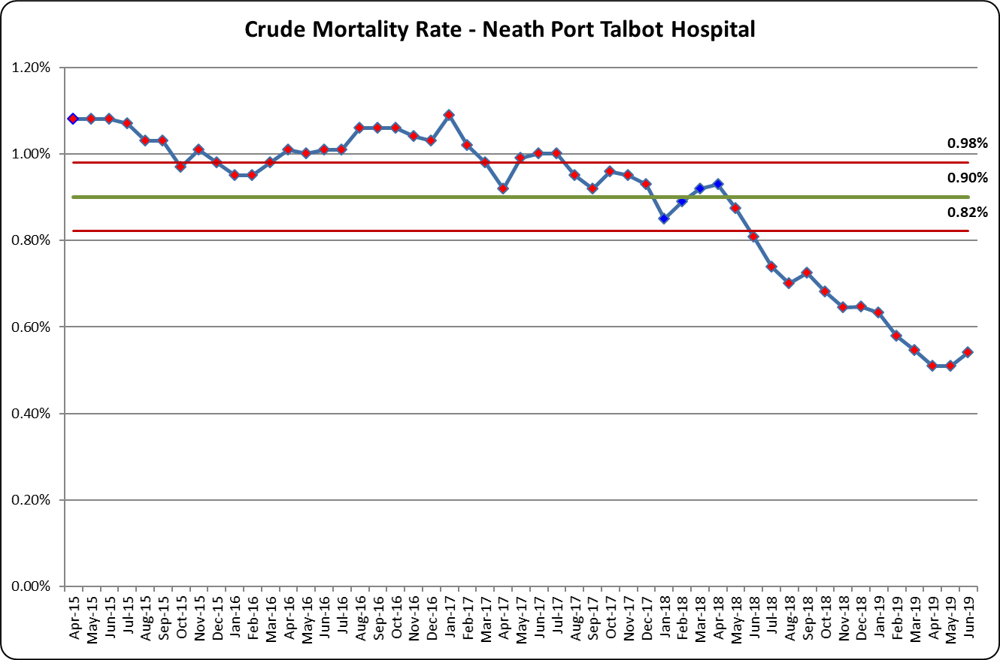 Crude Mortality Rate - Neath Port Talbot Hospital
1.20%
1.00%
0.80%
0.60%
0.40%
0.20%
0.00%
0.98%
0.90%
0.82%
Apr-15
May-15
Jun-15
Jul-15
Aug-15
Sep-15
Oct-15
Nov-15
Dec-15
Jan-16
Feb-16
Mar-16
Apr-16
May-16
Jun-16
Jul-16
Aug-16
Sep-16
Oct-16
Nov-16
Dec-16
Jan-17
Feb-17
Mar-17
Apr-17
May-17
Jun-17
Jul-17
Aug-17
Sep-17
Oct-17
Nov-17
Dec-17
Jan-18
Feb-18
Mar-18
Apr-18
May-18
Jun-18
Jul-18
Aug-18
Sep-18
Oct-18
Nov-18
Dec-18
Jan-19
Feb-19
Mar-19
Apr-19
May-19
Jun-19